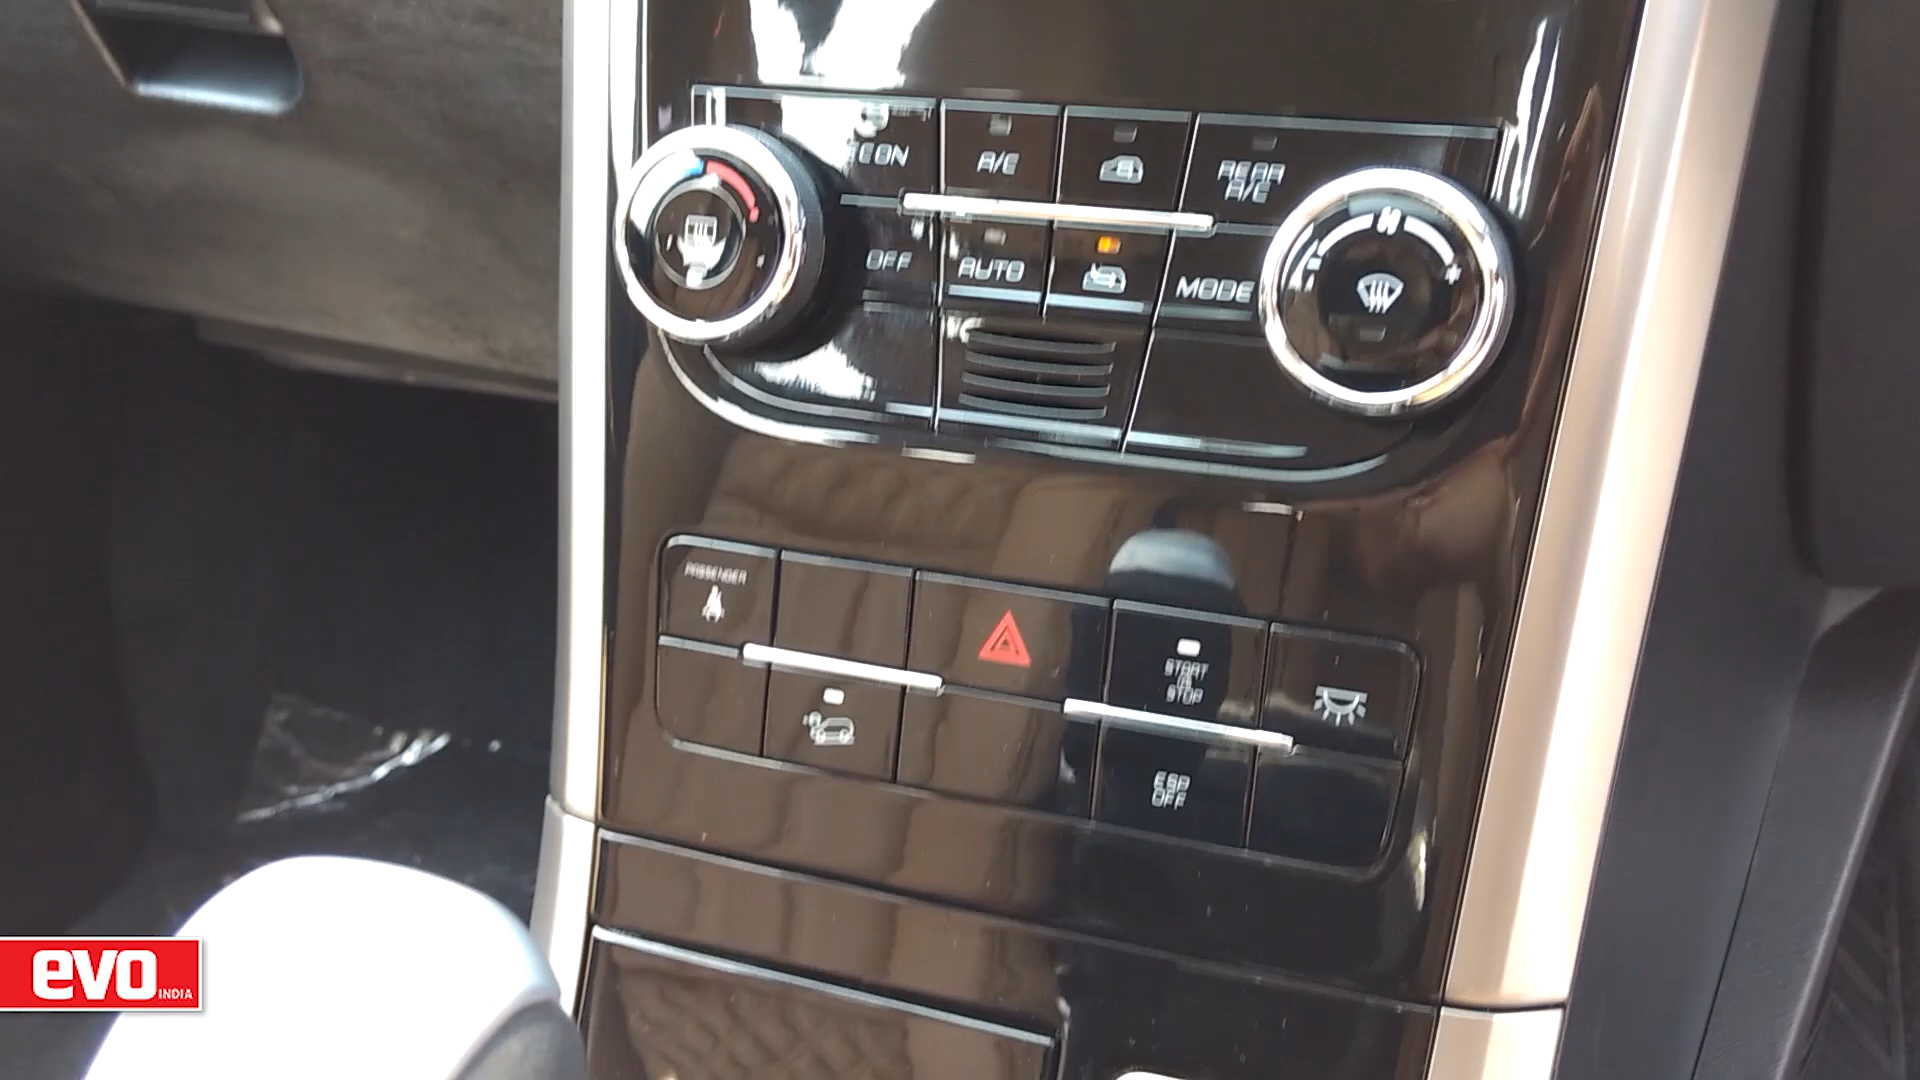 ECON
A/C
REAR
A/C
OFF
AUTO
MODE
PASSENGER
START
&
STOP
ESP
OFF
evo
INDIA